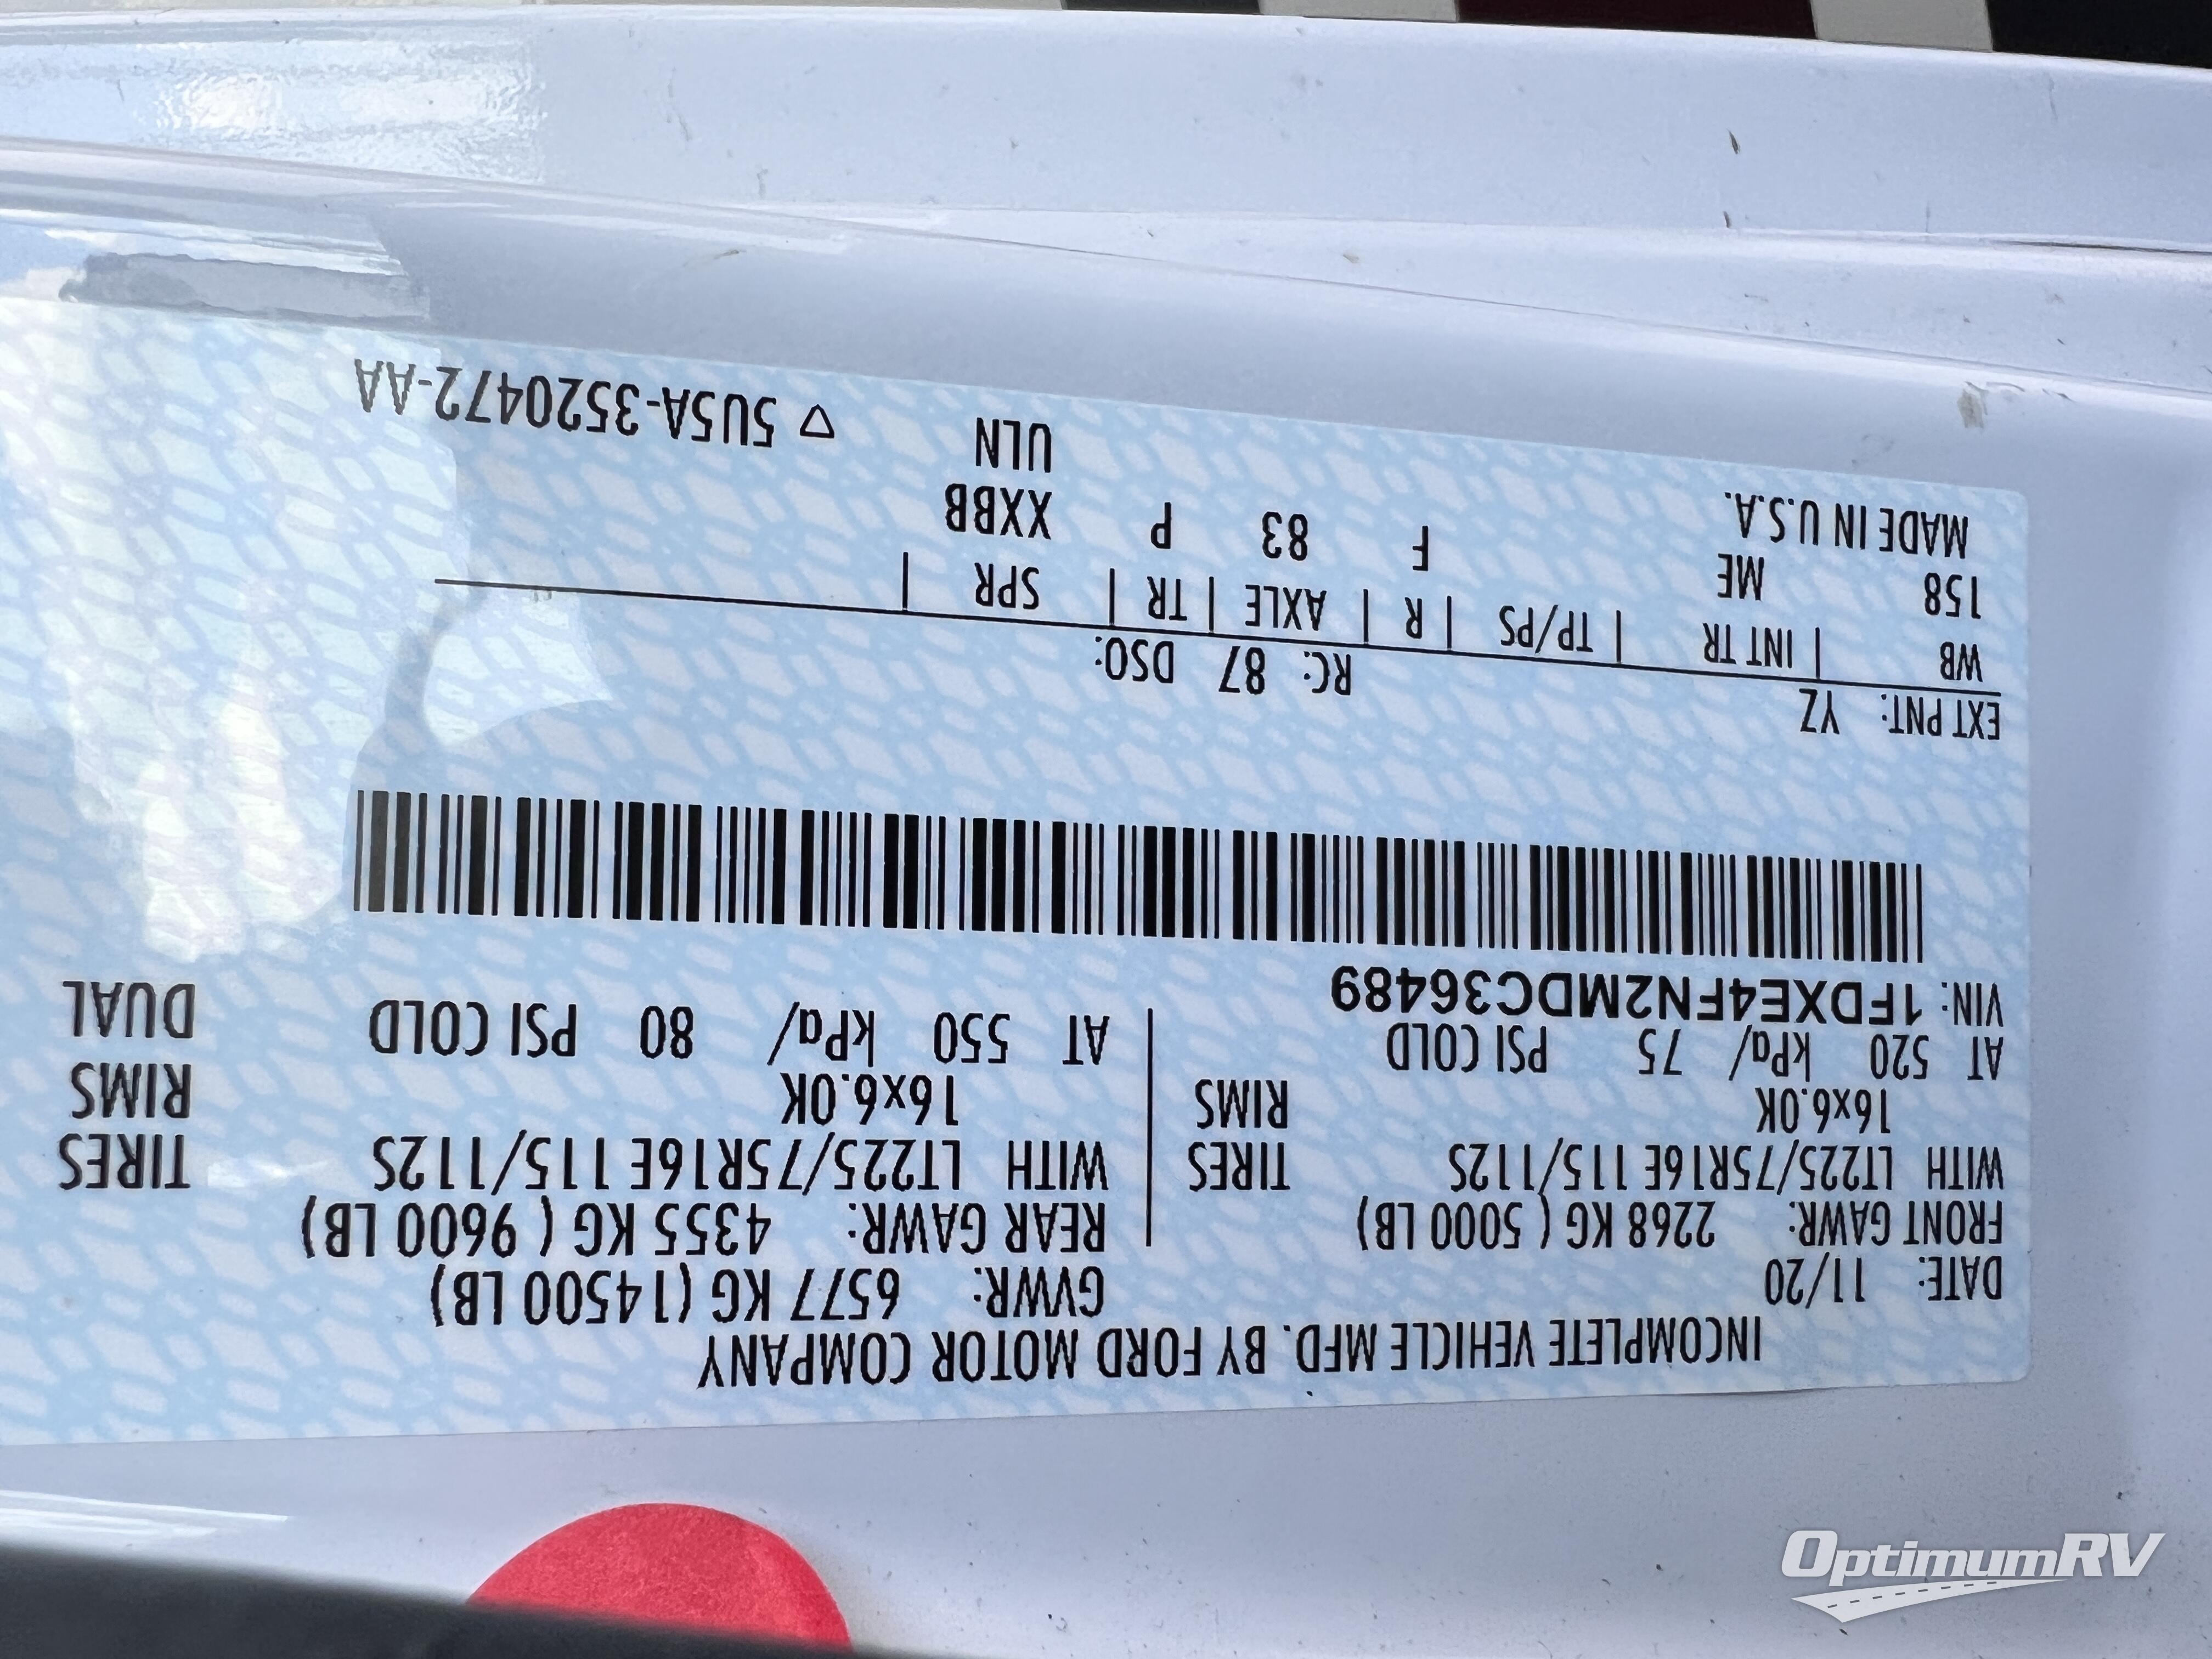 INCOMPLETE VEHICLE MFD. BY FORD MOTOR COMPANY
DATE: 11/20 GVWR: 6577 KG (14500 LB)
FRONT GAWR: 2268 KG ( 5000 LB) REAR GAWR: 4355 KG ( 9600 LB)
WITH LT225/75R16E 115/112S TIRES WITH LT225/75R16E 115/112S TIRES
16x6.0K RIMS 16x6.0K RIMS
AT 520 kPa/ 75 PSI COLD AT 550 kPa/ 80 PSI COLD DUAL
VIN: 1FDXE4FN2MDC36489
EXT PNT: YZ RC: 87 DSO:
WB | INT TR | TP/PS | R | AXLE | TR | SPR |
158 ME F 83 P XXBB
MADE IN U.S.A. ULN
▽ 5U5A-3520472-AA
OptimumRV